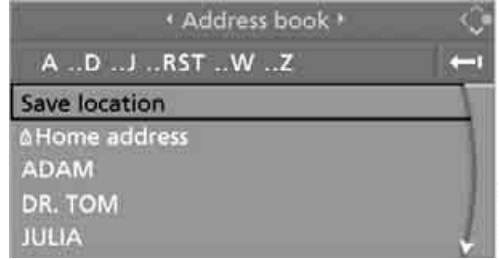 Address book
A ..D ..J ..RST ..W ..Z
Save location
Home address
ADAM
DR. TOM
JULIA